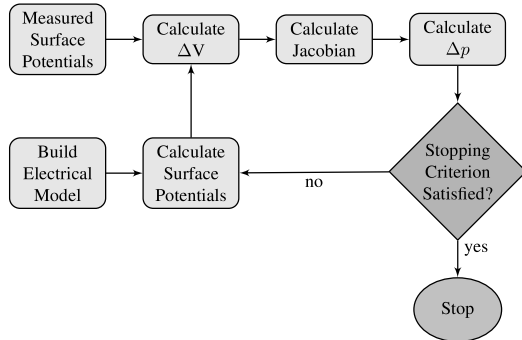 Measured
Surface
Potentials
Calculate
ΔV
Calculate
Jacobian
Calculate
Δp
Build
Electrical
Model
Calculate
Surface
Potentials
no
Stopping
Criterion
Satisfied?
yes
Stop